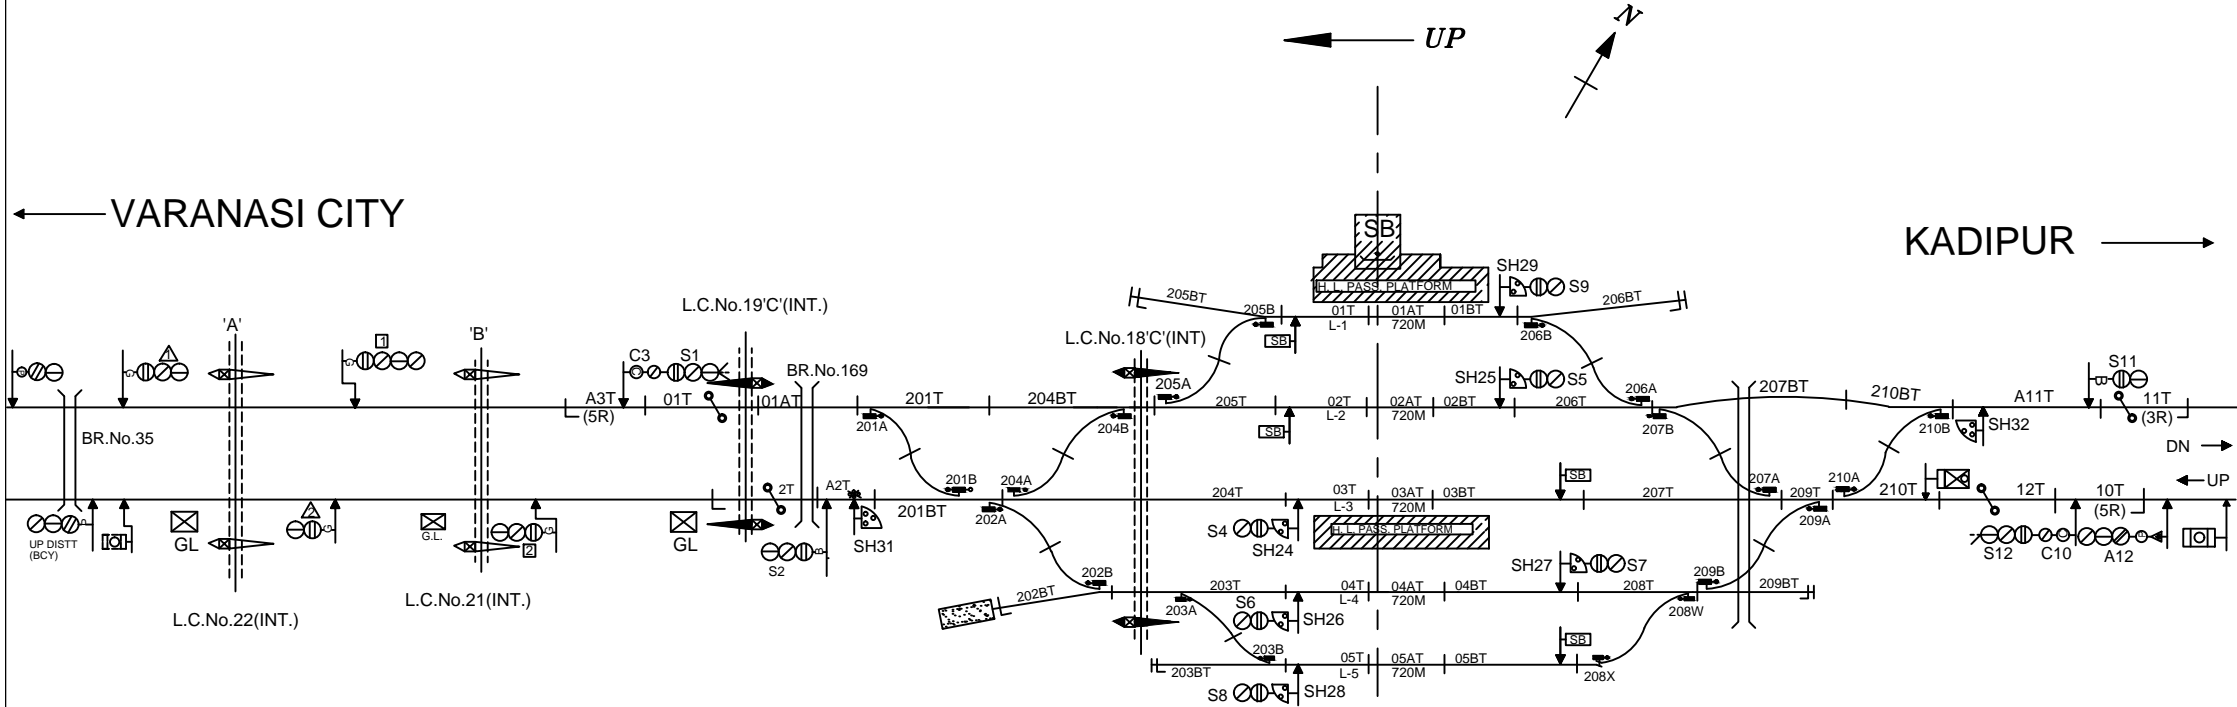 N
UP
VARANASI CITY
KADIPUR
SB
H. L. PASS. PLATFORM
L.C.No.19'C'(INT.)
L.C.No.18'C'(INT)
'A'
'B'
1
1
C3
S1
BR.No.169
BR.No.35
A3T
(5R)
01T
01AT
201T
204BT
201A
204B
205BT
205B
205A
01T
L-1
01AT
720M
01BT
SB
SH29
S9
206BT
206B
SH25
S5
206A
205T
02T
L-2
02AT
720M
02BT
206T
SB
207B
207BT
210BT
A11T
S11
B
11T
(3R)
210B
SH32
DN
UP
UP DISTT
(BCY)
GL
2
G.L.
2
GL
2T
A2T
S2
B
SH31
201BT
201B
204A
202A
204T
03T
L-3
03AT
720M
03BT
SB
207T
207A
209T
210A
210T
209A
12T
10T
(5R)
S12
C10
A12
S4
SH24
H. L. PASS. PLATFORM
L.C.No.22(INT.)
L.C.No.21(INT.)
202B
202BT
203A
203T
04T
L-4
04AT
720M
04BT
208T
SH27
S7
209B
209BT
208W
S6
SH26
SB
203B
203BT
05T
L-5
05AT
720M
05BT
208X
S8
SH28